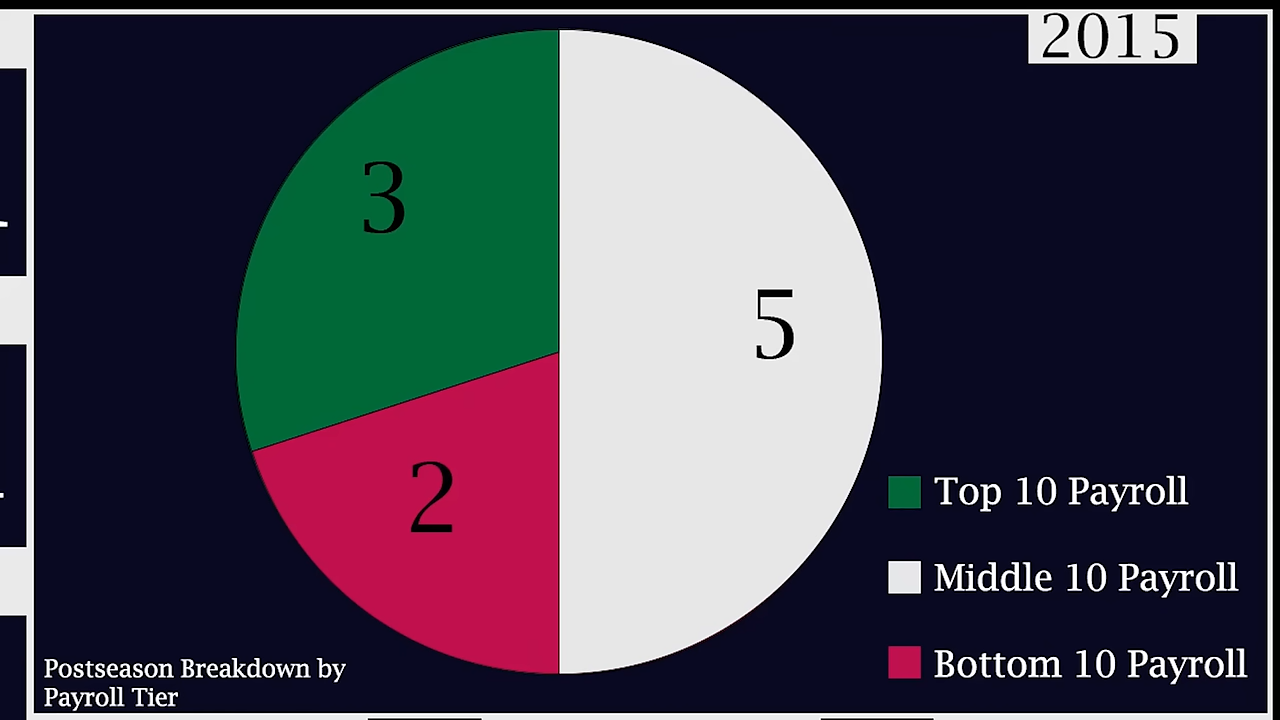 2015
3
5
2
Top 10 Payroll
Middle 10 Payroll
Bottom 10 Payroll
Postseason Breakdown by
Payroll Tier